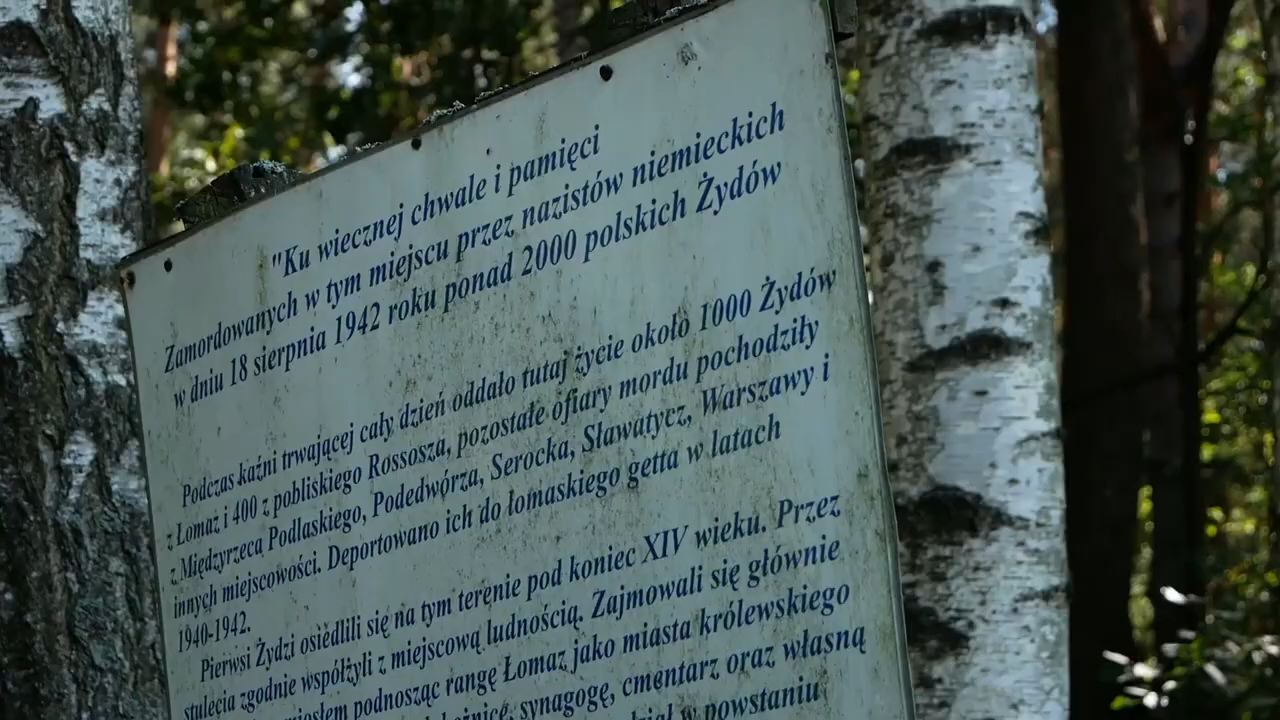 "Ku wiecznej chwale i pamięci
Zamordowanych w tym miejscu przez nazistów niemieckich
w dniu 18 sierpnia 1942 roku ponad 2000 polskich Żydów
Podczas kaźni trwającej cały dzień oddało tutaj życie około 1000 Żydów
z Łomaz i 400 z pobliskiego Rossosza, pozostałe ofiary mordu pochodziły
z Międzyrzeca Podlaskiego, Podedwórza, Serocka, Sławatycz, Warszawy i
innych miejscowości. Deportowano ich do łomaskiego getta w latach
1940-1942.
Pierwsi Żydzi osiedlili się na tym terenie pod koniec XIV wieku. Przez
stulecia zgodnie współżyli z miejscową ludnością. Zajmowali się głównie
podnosząc rangę Łomaz jako miasta królewskiego
synagogę, cmentarz oraz własną
w powstaniu